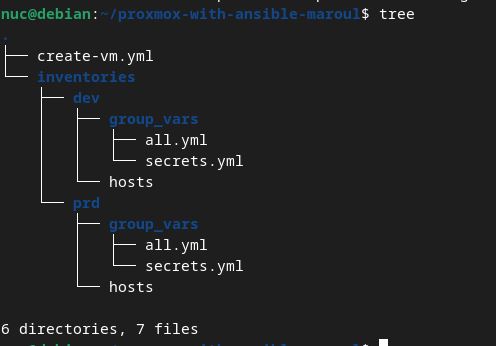 nuc@debian:~/proxmox-with-ansible-maroul$ tree
.
├── create-vm.yml
└── inventories
    ├── dev
    │   ├── group_vars
    │   │   ├── all.yml
    │   │   └── secrets.yml
    │   └── hosts
    └── prd
        ├── group_vars
        │   ├── all.yml
        │   └── secrets.yml
        └── hosts

6 directories, 7 files